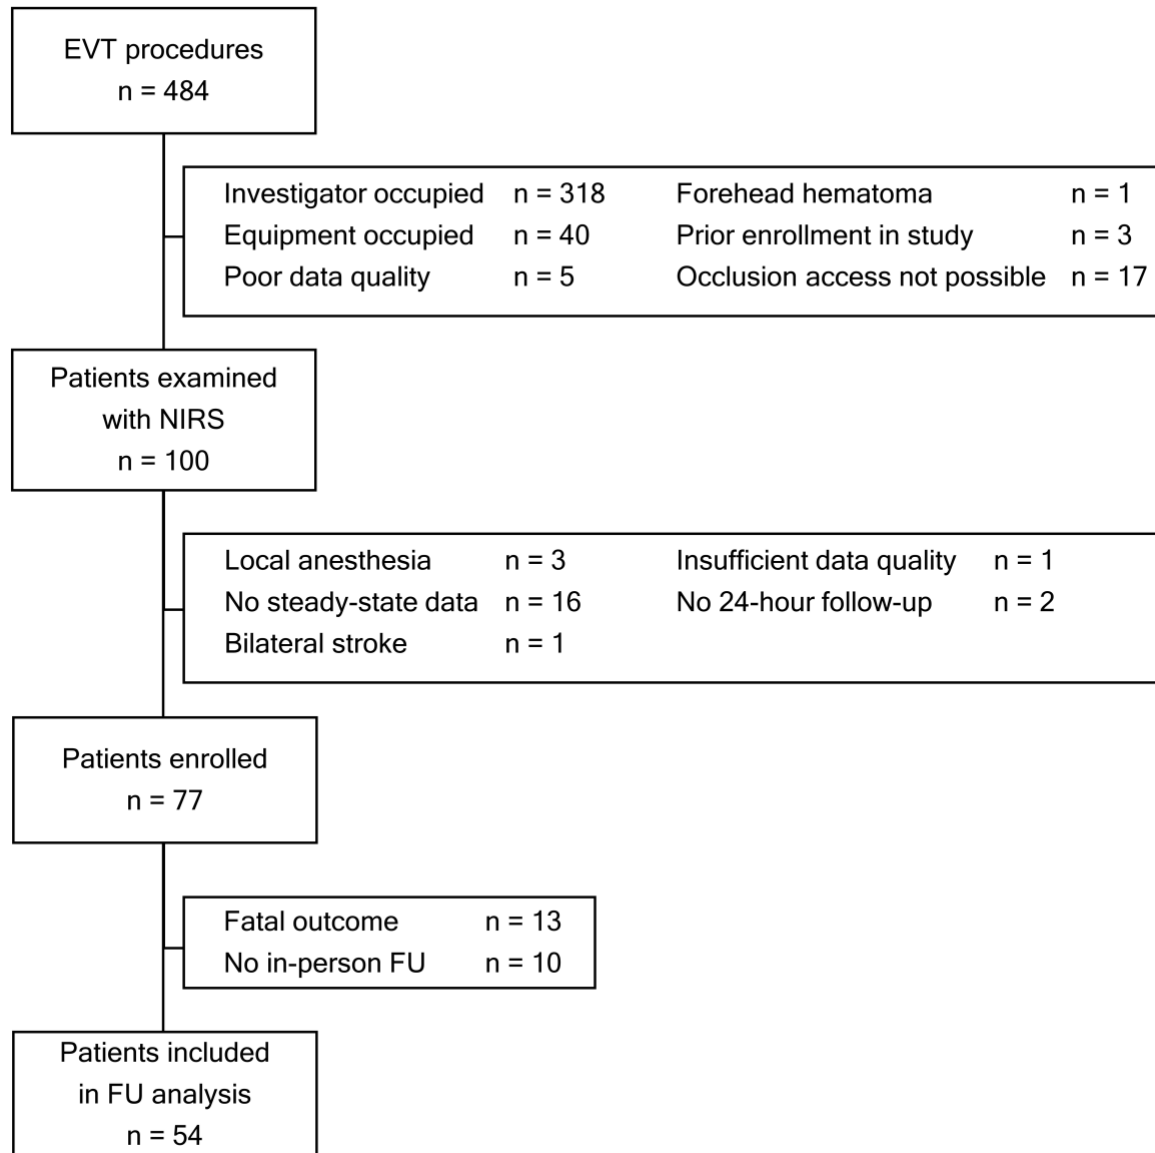 EVT procedures
n = 484
Investigator occupied n = 318 Forehead hematoma n = 1
Equipment occupied n = 40 Prior enrollment in study n = 3
Poor data quality n = 5 Occlusion access not possible n = 17
Patients examined
with NIRS
n = 100
Local anesthesia n = 3 Insufficient data quality n = 1
No steady-state data n = 16 No 24-hour follow-up n = 2
Bilateral stroke n = 1
Patients enrolled
n = 77
Fatal outcome n = 13
No in-person FU n = 10
Patients included
in FU analysis
n = 54